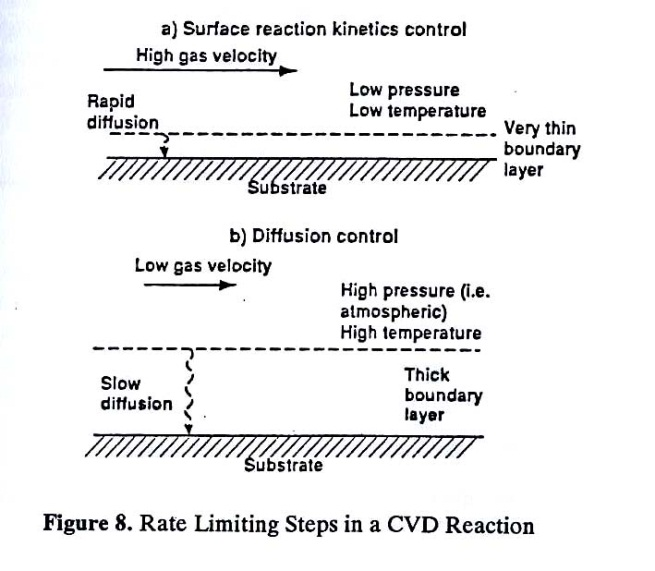 a) Surface reaction kinetics control
High gas velocity
Low pressure
Low temperature
Rapid
diffusion
Very thin
boundary
layer
Substrate
b) Diffusion control
Low gas velocity
High pressure (i.e.
atmospheric)
High temperature
Slow
diffusion
Thick
boundary
layer
Substrate
Figure 8. Rate Limiting Steps in a CVD Reaction